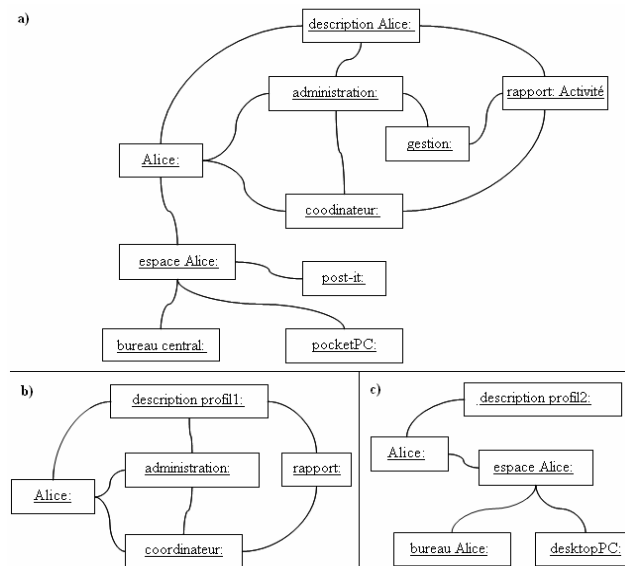 a)
description Alice:
administration:
rapport: Activité
gestion:
Alice:
coodinateur:
espace Alice:
post-it:
bureau central:
pocketPC:
b)
description profil1:
administration:
rapport:
Alice:
coordinateur:
c)
description profil2:
Alice:
espace Alice:
bureau Alice:
desktopPC: